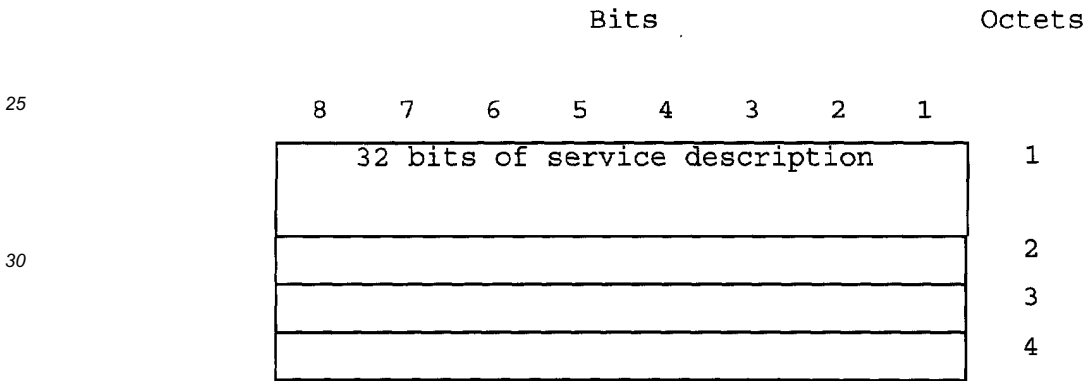 Bits Octets
25 8 7 6 5 4 3 2 1
32 bits of service description 1
30 2
3
4